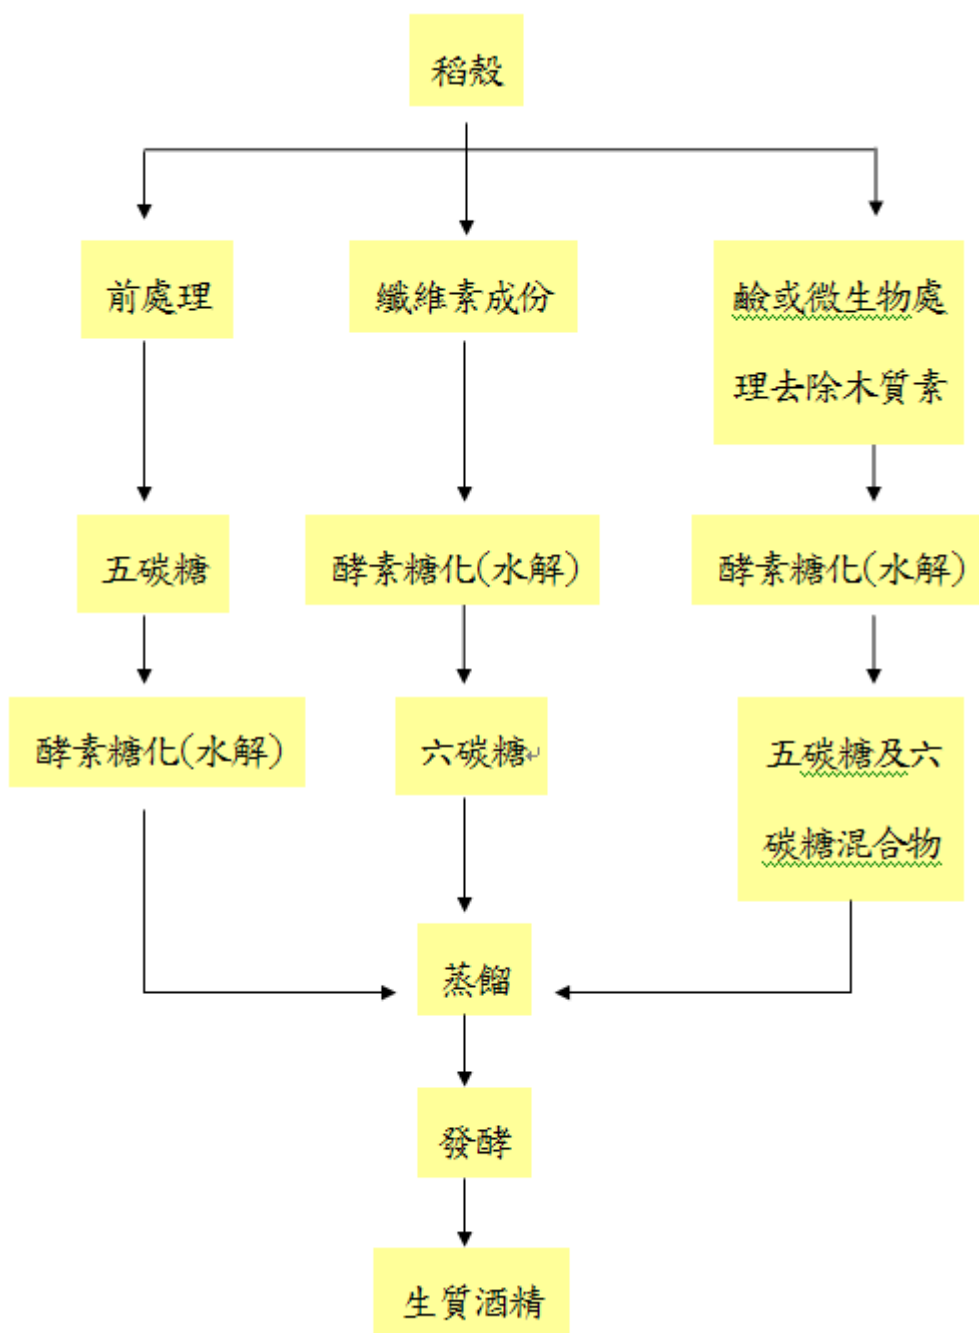 稻殼
前處理
纖維素成份
鹼或微生物處
理去除木質素
五碳糖
酵素糖化(水解)
酵素糖化(水解)
酵素糖化(水解)
六碳糖
五碳糖及六
碳糖混合物
蒸餾
發酵
生質酒精